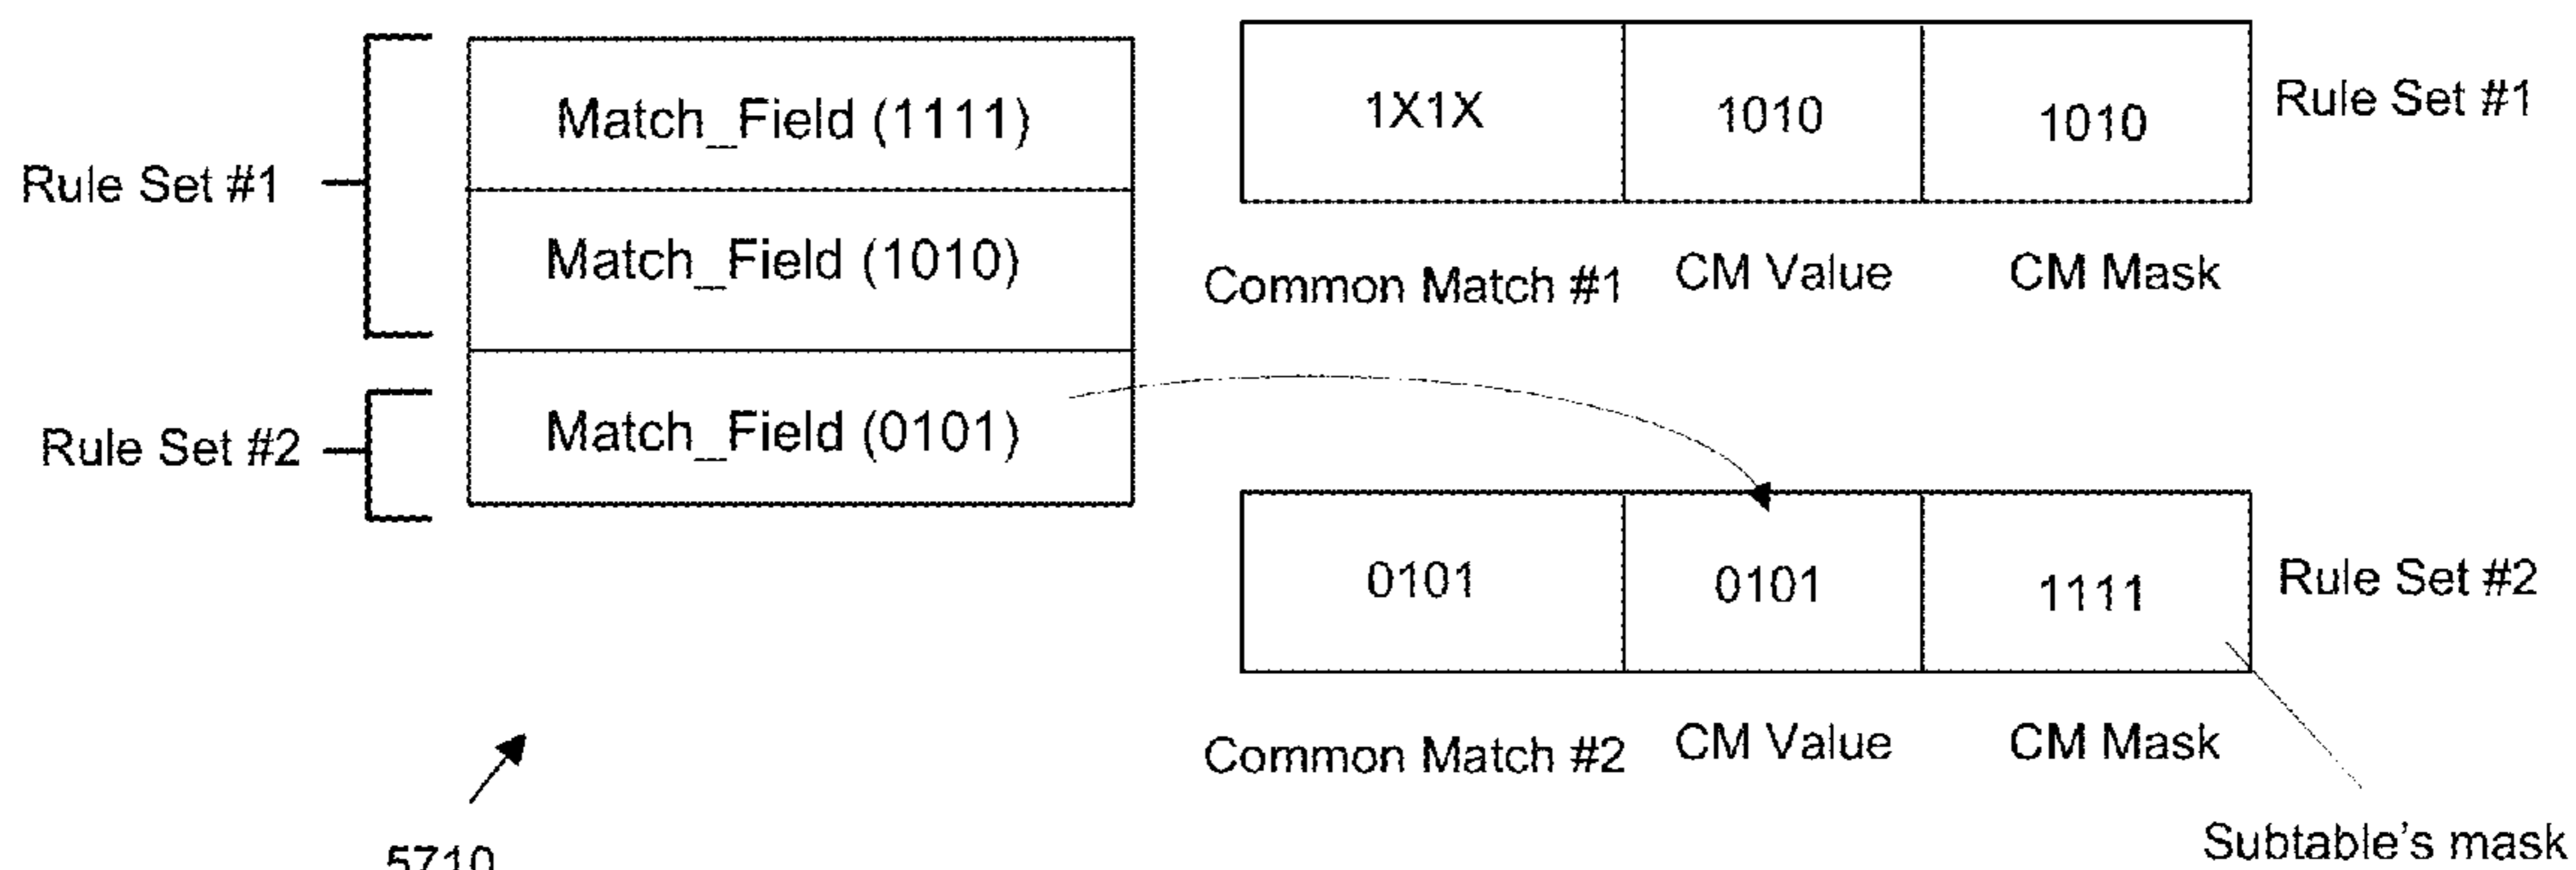 Rule Set #1
Match_Field (1111)
Match_Field (1010)
Rule Set #2
Match_Field (0101)
5710
1X1X 1010 1010 Rule Set #1
Common Match #1 CM Value CM Mask
0101 0101 1111 Rule Set #2
Common Match #2 CM Value CM Mask
Subtable's mask